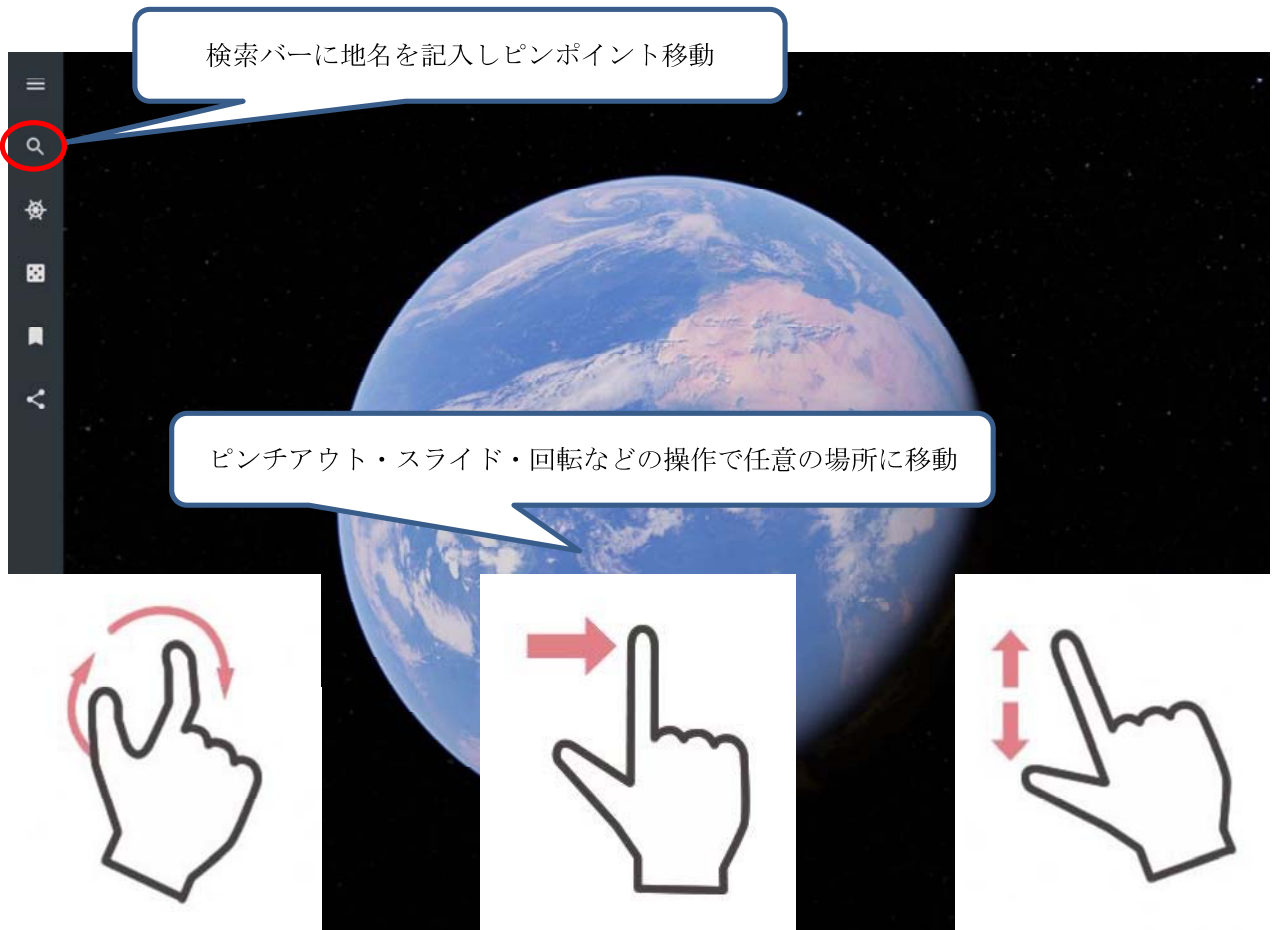 検索バーに地名を記入しピンポイント移動
ピンチアウト・スライド・回転などの操作で任意の場所に移動